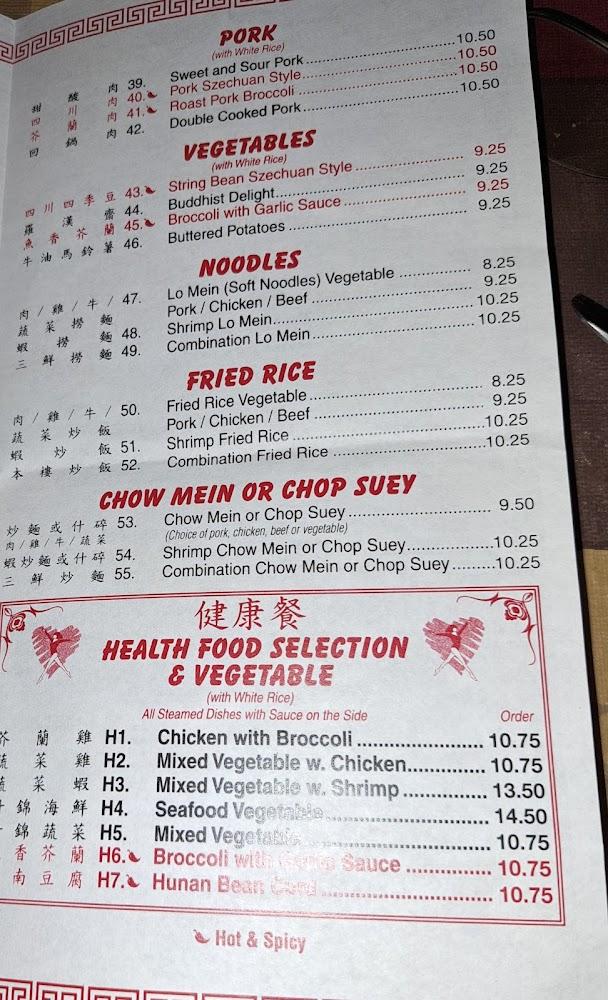 PORK
(with White Rice)
甜酸肉 39. Sweet and Sour Pork 10.50
四川肉 40. Pork Szechuan Style 10.50
芥蘭肉 41. Roast Pork Broccoli 10.50
回鍋肉 42. Double Cooked Pork 10.50
VEGETABLES
(with White Rice)
四川四季豆 43. String Bean Szechuan Style 9.25
羅漢齋 44. Buddhist Delight 9.25
魚香芥蘭 45. Broccoli with Garlic Sauce 9.25
牛油馬鈴薯 46. Buttered Potatoes 9.25
NOODLES
肉/雞/牛/ 47. Lo Mein (Soft Noodles) Vegetable 8.25
蔬菜撈麵 Pork / Chicken / Beef 9.25
蝦撈麵 48. Shrimp Lo Mein 10.25
三鮮撈麵 49. Combination Lo Mein 10.25
FRIED RICE
肉/雞/牛/ 50. Fried Rice Vegetable 8.25
蔬菜炒飯 Pork / Chicken / Beef 9.25
蝦炒飯 51. Shrimp Fried Rice 10.25
本樓炒飯 52. Combination Fried Rice 10.25
CHOW MEIN OR CHOP SUEY
炒麵或什碎 53. Chow Mein or Chop Suey 9.50
肉/雞/牛/蔬菜 (Choice of pork, chicken, beef or vegetable)
蝦炒麵或什碎 54. Shrimp Chow Mein or Chop Suey 10.25
三鮮炒麵 55. Combination Chow Mein or Chop Suey 10.25
健康餐
HEALTH FOOD SELECTION
& VEGETABLE
(with White Rice)
All Steamed Dishes with Sauce on the Side Order
芥蘭雞 H1. Chicken with Broccoli 10.75
蔬菜雞 H2. Mixed Vegetable w. Chicken 10.75
蔬菜蝦 H3. Mixed Vegetable w. Shrimp 13.50
錦海鮮 H4. Seafood Vegetable 14.50
錦蔬菜 H5. Mixed Vegetable 10.75
香芥蘭 H6. Broccoli with Garlic Sauce 10.75
南豆腐 H7. Hunan Bean Curd 10.75
Hot & Spicy